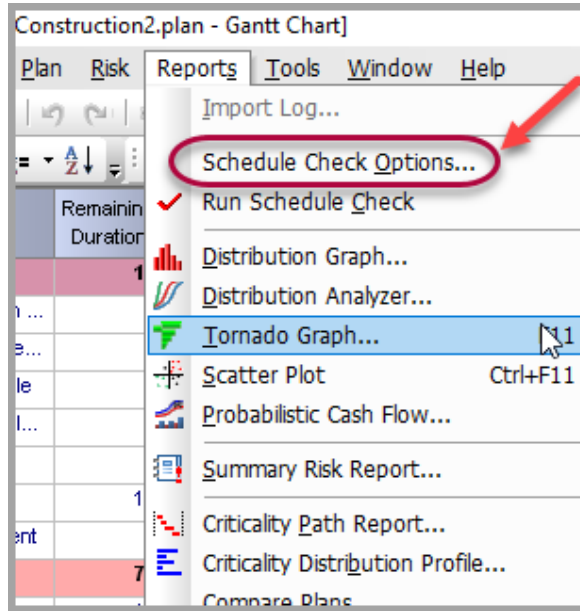 Construction2.plan - Gantt Chart]
Plan Risk Reports Tools Window Help
Import Log...
Schedule Check Options...
Run Schedule Check
Remainin
Duration
Distribution Graph...
1
Distribution Analyzer...
Tornado Graph...
Scatter Plot Ctrl+F11
Probabilistic Cash Flow...
Summary Risk Report...
1
Criticality Path Report...
Criticality Distribution Profile...
7
Compare Plans